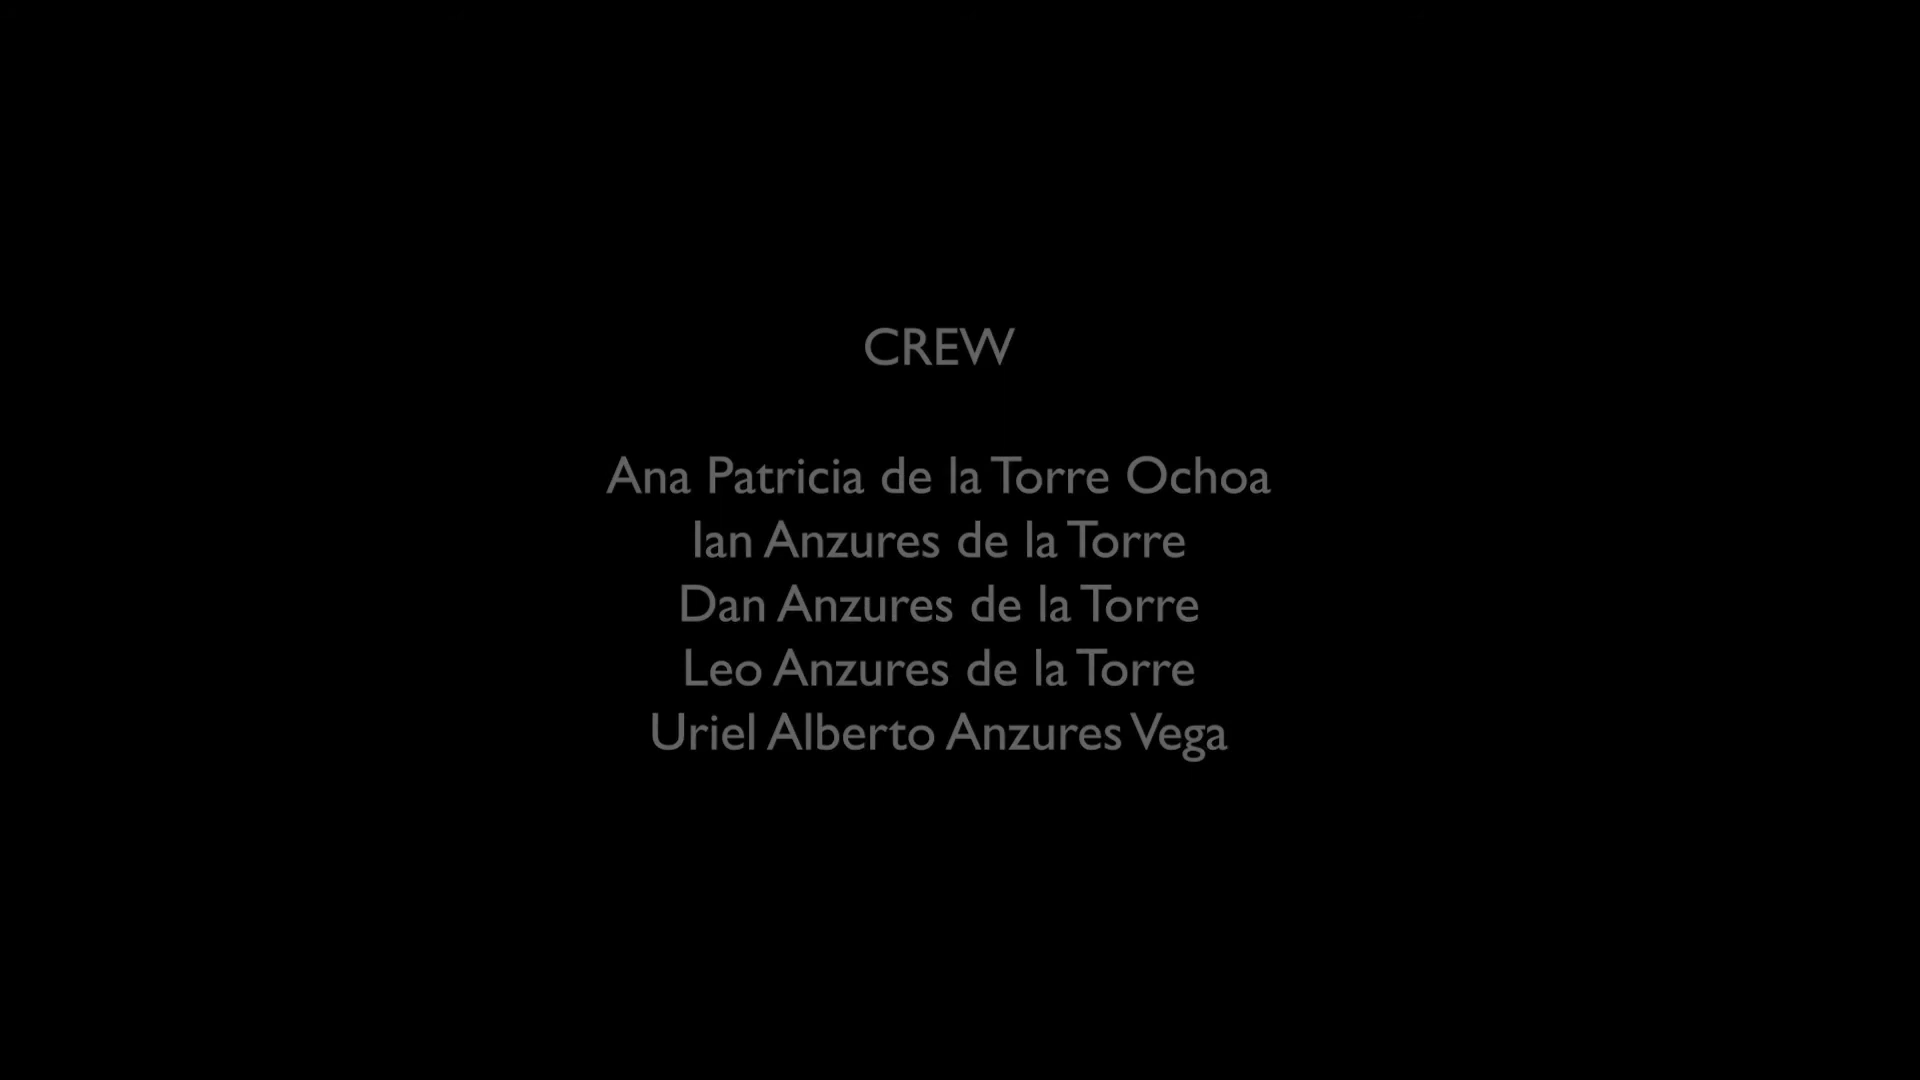 CREW
Ana Patricia de la Torre Ochoa
Ian Anzures de la Torre
Dan Anzures de la Torre
Leo Anzures de la Torre
Uriel Alberto Anzures Vega